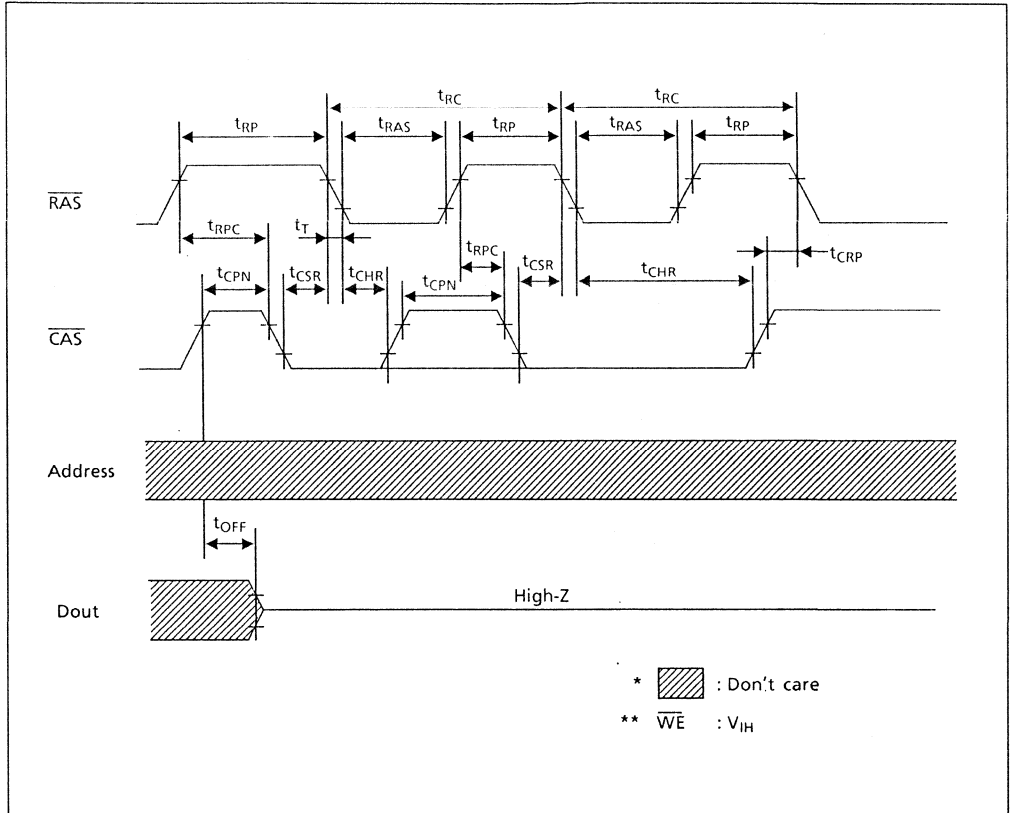 tRC tRC
tRP tRAS tRP tRAS tRP
RAS
tRPC tT tRPC tCRP
tCPN tCSR tCHR tCPN tCSR tCHR
CAS
Address
tOFF
Dout High-Z
* : Don't care
** WE : VIH